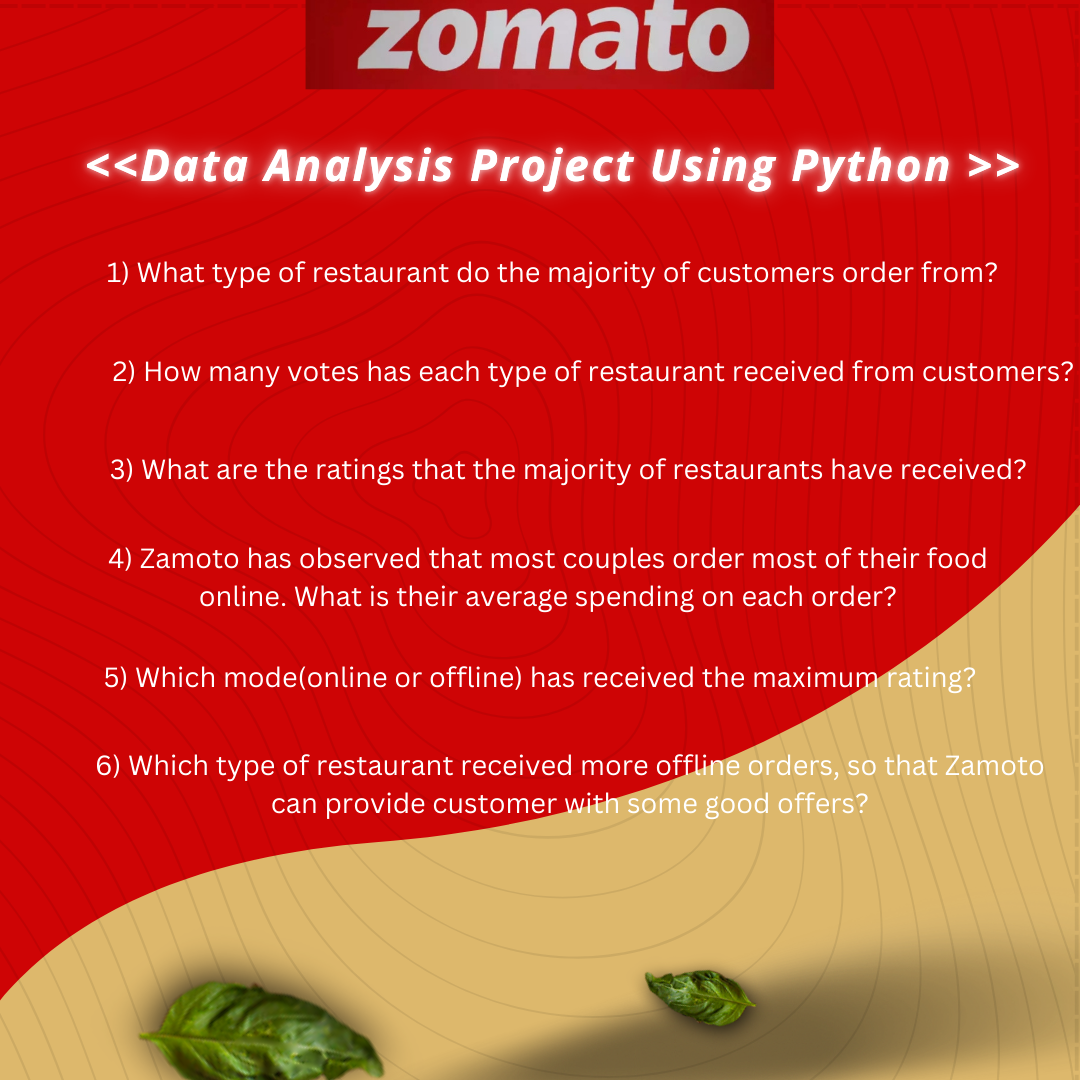 zomato
<<Data Analysis Project Using Python >>
1) What type of restaurant do the majority of customers order from?
2) How many votes has each type of restaurant received from customers?
3) What are the ratings that the majority of restaurants have received?
4) Zamoto has observed that most couples order most of their food
online. What is their average spending on each order?
5) Which mode(online or offline) has received the maximum rating?
6) Which type of restaurant received more offline orders, so that Zamoto
can provide customer with some good offers?